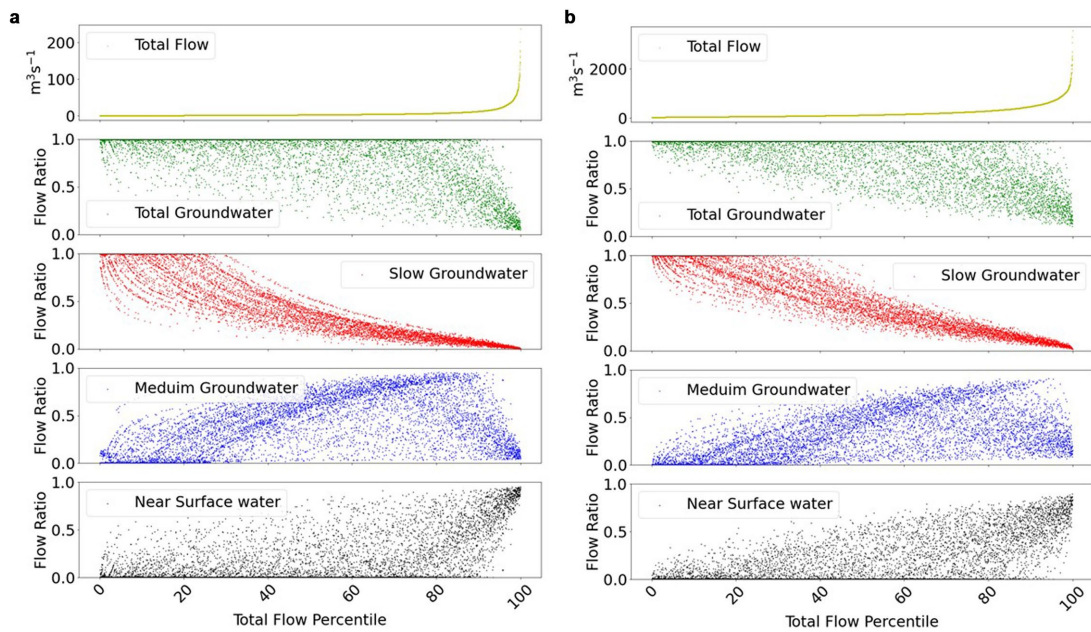 a
200
100
0
m³s⁻¹
Total Flow
1.0
0.5
0.0
Flow Ratio
Total Groundwater
1.0
0.5
0.0
Flow Ratio
Slow Groundwater
1.0
0.5
0.0
Flow Ratio
Meduim Groundwater
1.0
0.5
0.0
Flow Ratio
Near Surface water
0 20 40 60 80 100
Total Flow Percentile
b
2000
0
m³s⁻¹
Total Flow
1.0
0.5
0.0
Flow Ratio
Total Groundwater
1.0
0.5
0.0
Flow Ratio
Slow Groundwater
1.0
0.5
0.0
Flow Ratio
Meduim Groundwater
1.0
0.5
0.0
Flow Ratio
Near Surface water
0 20 40 60 80 100
Total Flow Percentile